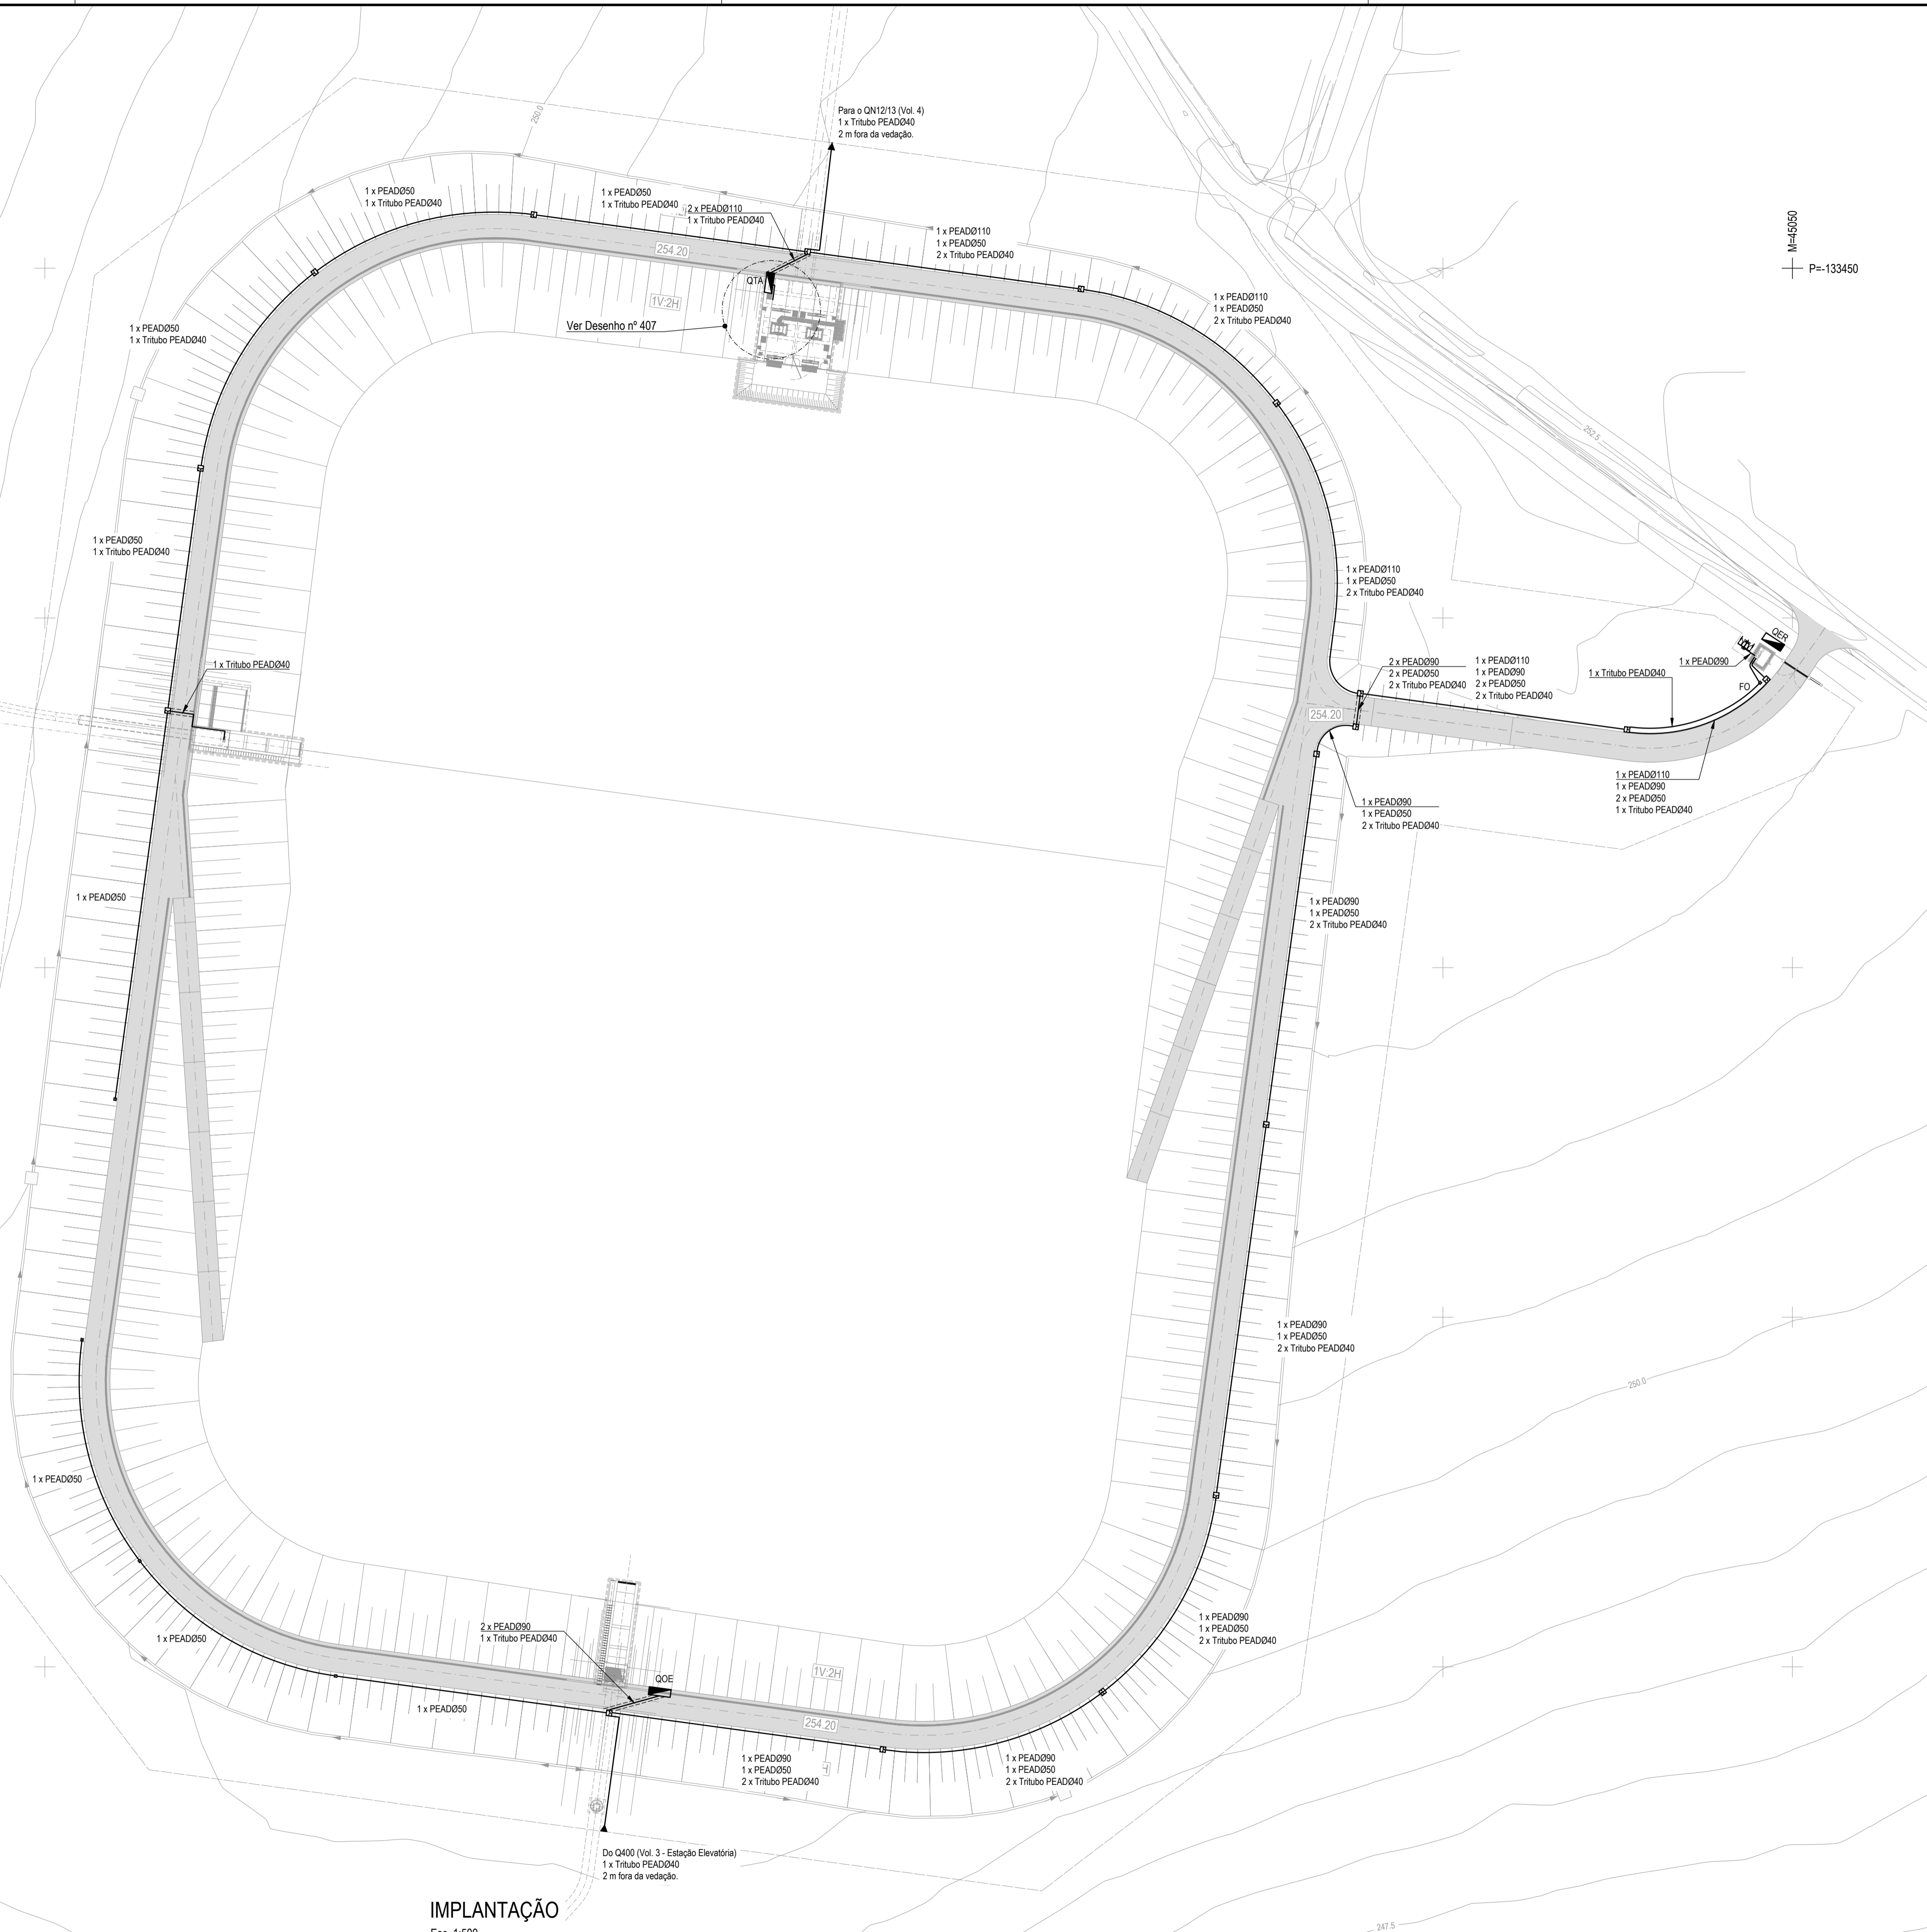 Para o QN12/13 (Vol. 4)
1 x Tritubo PEADØ40
2 m fora da vedação.
250.0
1 x PEADØ50
1 x Tritubo PEADØ40
1 x PEADØ50
1 x Tritubo PEADØ40
2 x PEADØ110
1 x Tritubo PEADØ40
1 x PEADØ110
1 x PEADØ50
2 x Tritubo PEADØ40
M=45050
P=-133450
254.20
QTA
1V:2H
Ver Desenho nº 407
1 x PEADØ110
1 x PEADØ50
2 x Tritubo PEADØ40
1 x PEADØ50
1 x Tritubo PEADØ40
252.5
1 x PEADØ50
1 x Tritubo PEADØ40
1 x PEADØ110
1 x PEADØ50
2 x Tritubo PEADØ40
1 x Tritubo PEADØ40
2 x PEADØ90
2 x PEADØ50
2 x Tritubo PEADØ40
1 x PEADØ110
1 x PEADØ90
2 x PEADØ50
2 x Tritubo PEADØ40
1 x Tritubo PEADØ40
1 x PEADØ90
QER
FO
254.20
1 x PEADØ110
1 x PEADØ90
2 x PEADØ50
1 x Tritubo PEADØ40
1 x PEADØ90
1 x PEADØ50
2 x Tritubo PEADØ40
1 x PEADØ50
1 x PEADØ90
1 x PEADØ50
2 x Tritubo PEADØ40
1 x PEADØ90
1 x PEADØ50
2 x Tritubo PEADØ40
250.0
1 x PEADØ50
1 x PEADØ50
2 x PEADØ90
1 x Tritubo PEADØ40
1 x PEADØ90
1 x PEADØ50
2 x Tritubo PEADØ40
QOE
1V:2H
1 x PEADØ50
254.20
1 x PEADØ90
1 x PEADØ50
2 x Tritubo PEADØ40
1 x PEADØ90
1 x PEADØ50
2 x Tritubo PEADØ40
Do Q400 (Vol. 3 - Estação Elevatória)
1 x Tritubo PEADØ40
2 m fora da vedação.
IMPLANTAÇÃO
247.5